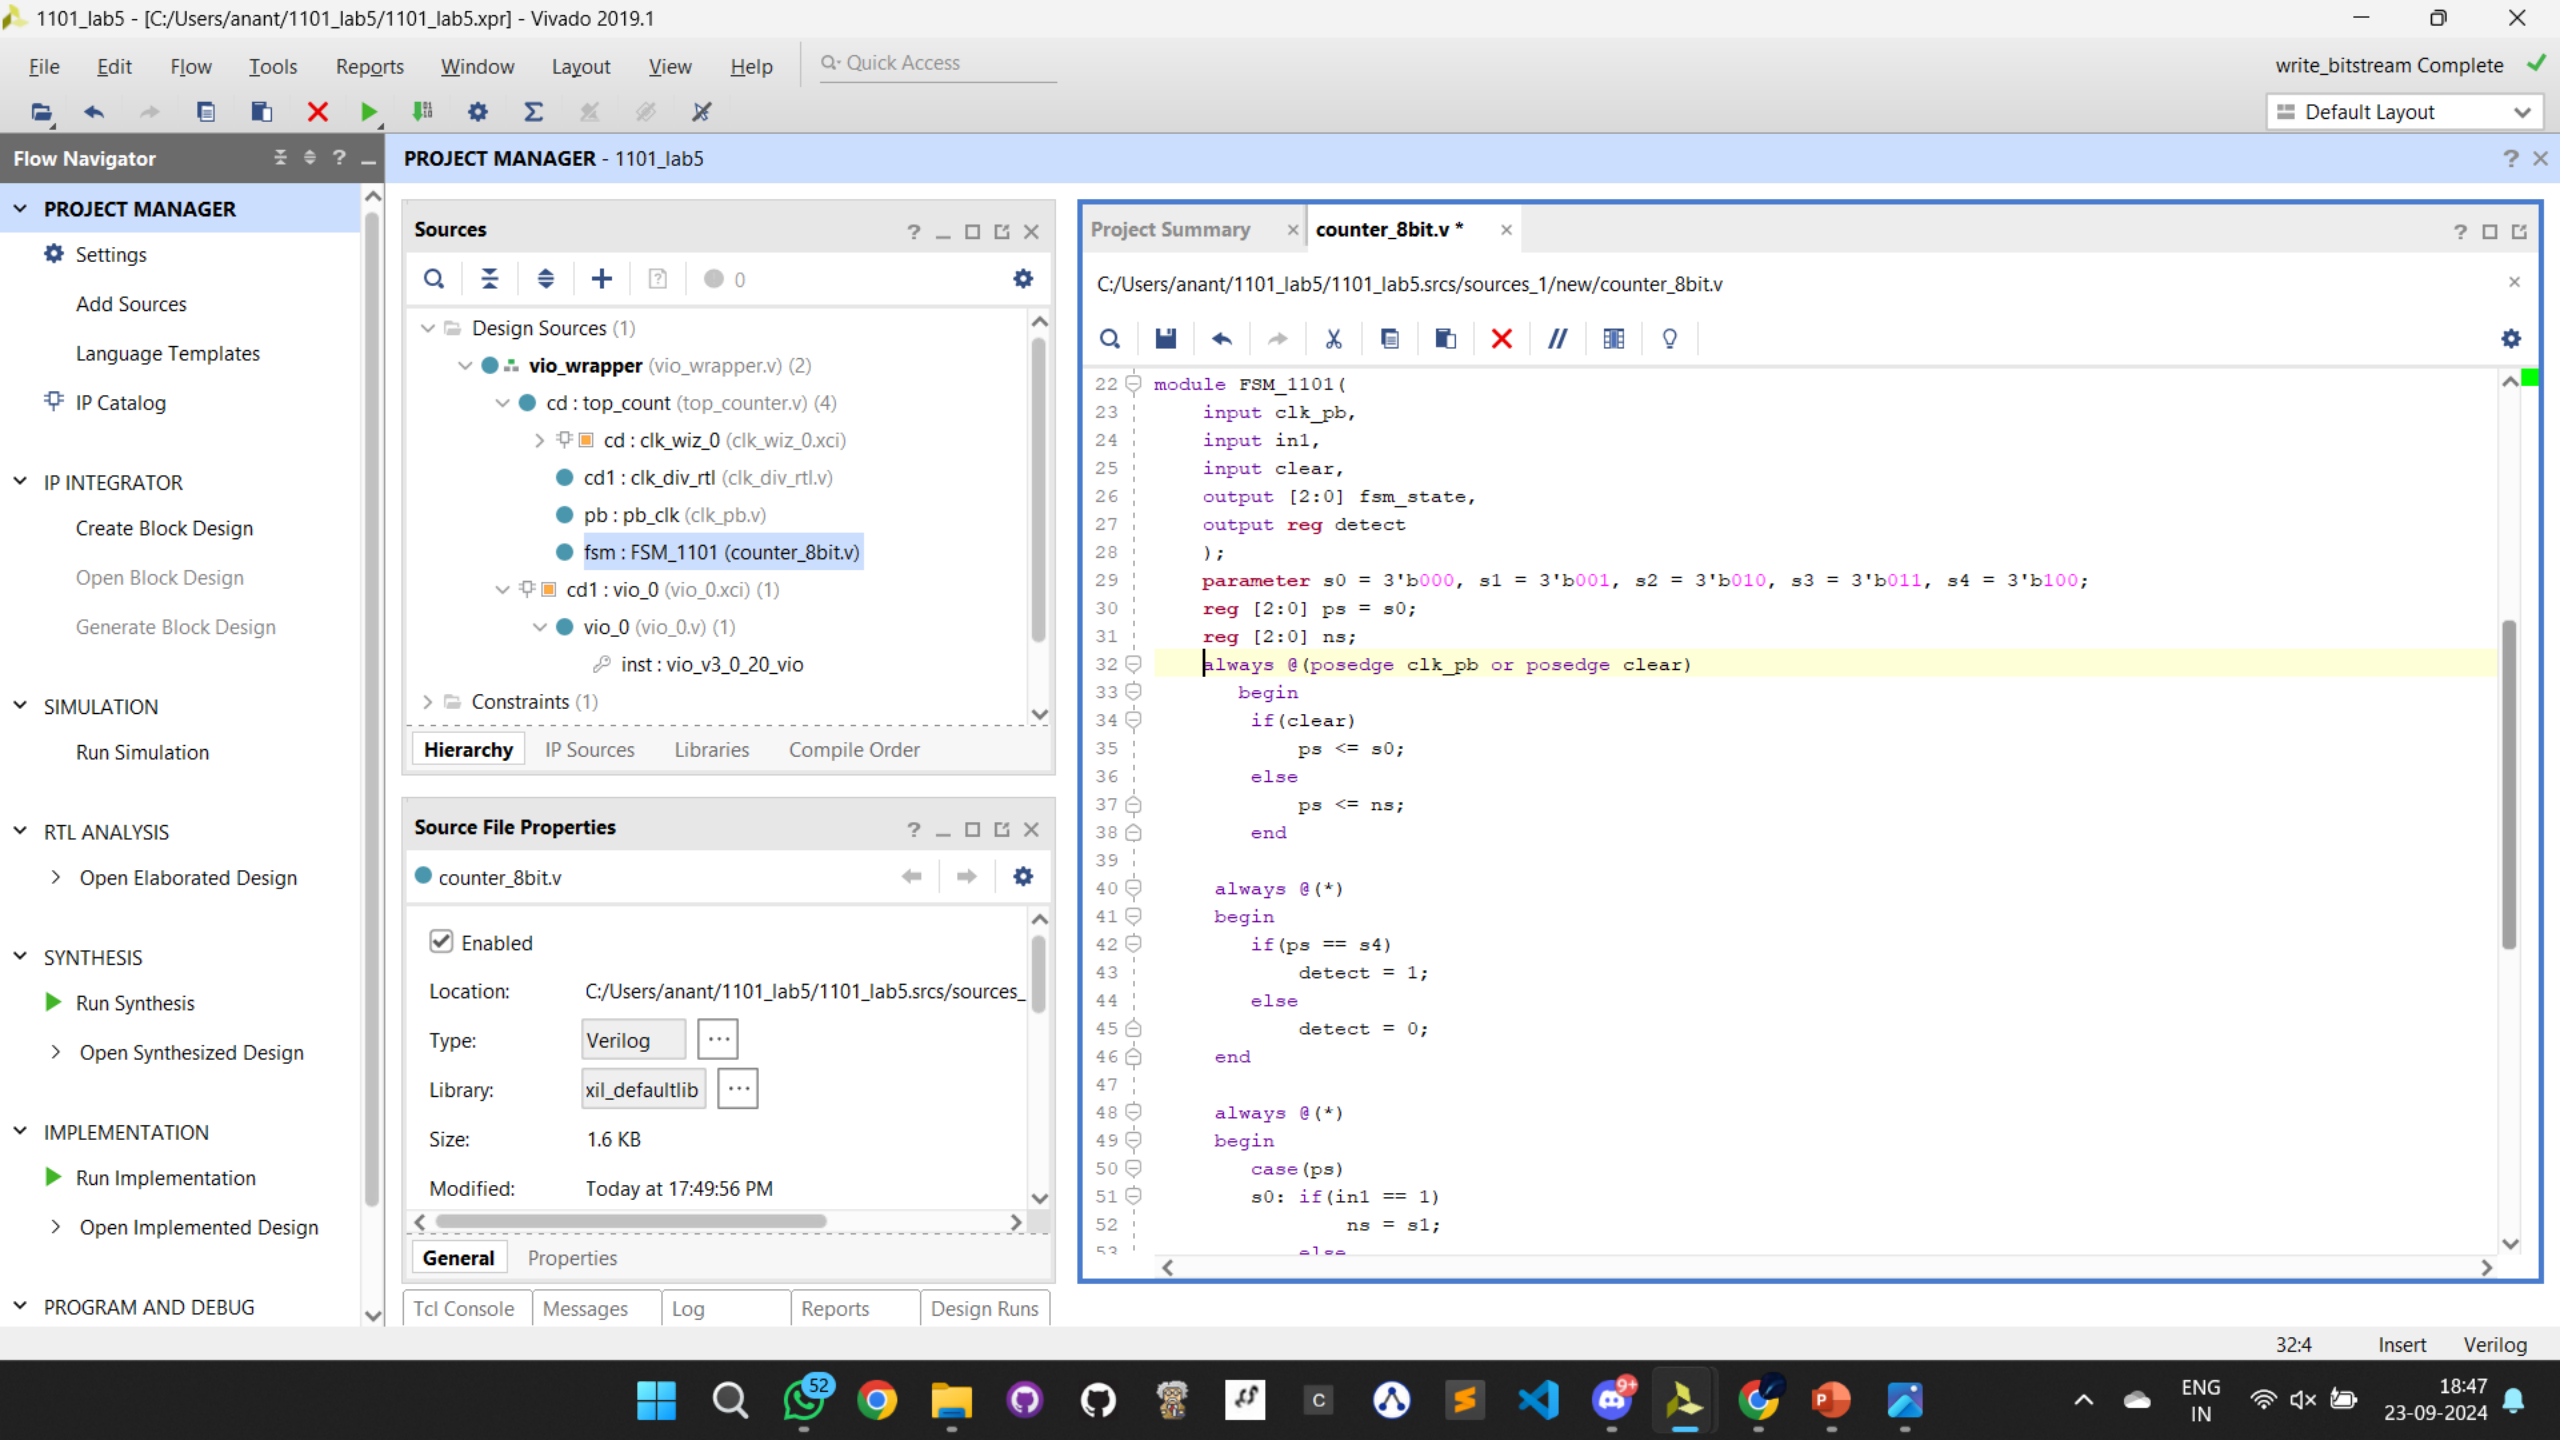 1101_lab5 - [C:/Users/anant/1101_lab5/1101_lab5.xpr] - Vivado 2019.1
File Edit Flow Tools Reports Window Layout View Help Quick Access
write_bitstream Complete
Default Layout
Flow Navigator
PROJECT MANAGER - 1101_lab5
PROJECT MANAGER
Settings
Add Sources
Language Templates
IP Catalog
IP INTEGRATOR
Create Block Design
Open Block Design
Generate Block Design
SIMULATION
Run Simulation
RTL ANALYSIS
Open Elaborated Design
SYNTHESIS
Run Synthesis
Open Synthesized Design
IMPLEMENTATION
Run Implementation
Open Implemented Design
PROGRAM AND DEBUG
Sources
0
Design Sources (1)
vio_wrapper (vio_wrapper.v) (2)
cd : top_count (top_counter.v) (4)
cd : clk_wiz_0 (clk_wiz_0.xci)
cd1 : clk_div_rtl (clk_div_rtl.v)
pb : pb_clk (clk_pb.v)
fsm : FSM_1101 (counter_8bit.v)
cd1 : vio_0 (vio_0.xci) (1)
vio_0 (vio_0.v) (1)
inst : vio_v3_0_20_vio
Constraints (1)
Hierarchy IP Sources Libraries Compile Order
Source File Properties
counter_8bit.v
Enabled
Location: C:/Users/anant/1101_lab5/1101_lab5.srcs/sources_
Type: Verilog ...
Library: xil_defaultlib ...
Size: 1.6 KB
Modified: Today at 17:49:56 PM
General Properties
Tcl Console Messages Log Reports Design Runs
Project Summary counter_8bit.v *
C:/Users/anant/1101_lab5/1101_lab5.srcs/sources_1/new/counter_8bit.v
22 module FSM_1101(
23 input clk_pb,
24 input in1,
25 input clear,
26 output [2:0] fsm_state,
27 output reg detect
28 );
29 parameter s0 = 3'b000, s1 = 3'b001, s2 = 3'b010, s3 = 3'b011, s4 = 3'b100;
30 reg [2:0] ps = s0;
31 reg [2:0] ns;
32 always @(posedge clk_pb or posedge clear)
33 begin
34 if(clear)
35 ps <= s0;
36 else
37 ps <= ns;
38 end
39
40 always @(*)
41 begin
42 if(ps == s4)
43 detect = 1;
44 else
45 detect = 0;
46 end
47
48 always @(*)
49 begin
50 case(ps)
51 s0: if(in1 == 1)
52 ns = s1;
53 else
32:4 Insert Verilog
52
9+
ENG
IN
18:47
23-09-2024